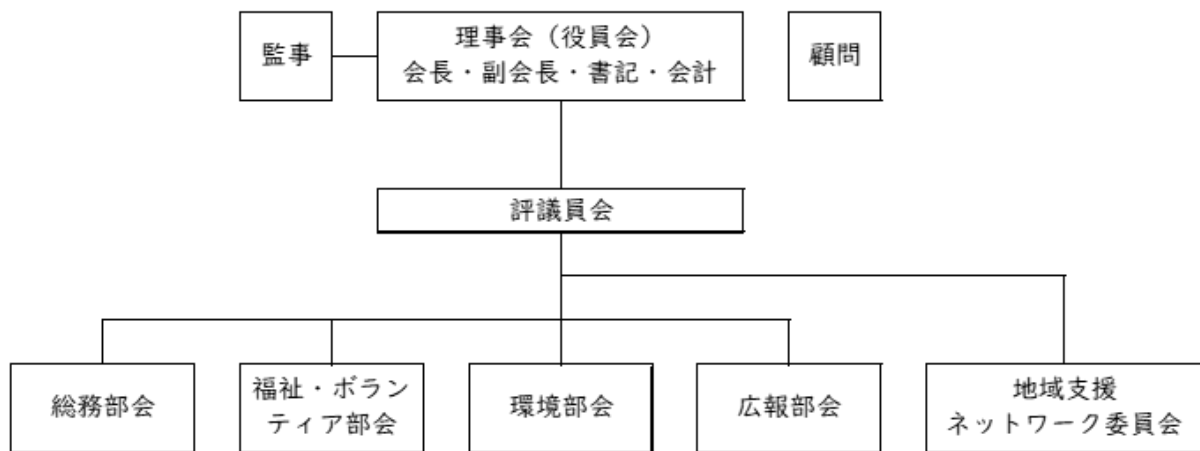 監事
理事会（役員会）
会長・副会長・書記・会計
顧問
評議員会
総務部会
福祉・ボラン
ティア部会
環境部会
広報部会
地域支援
ネットワーク委員会